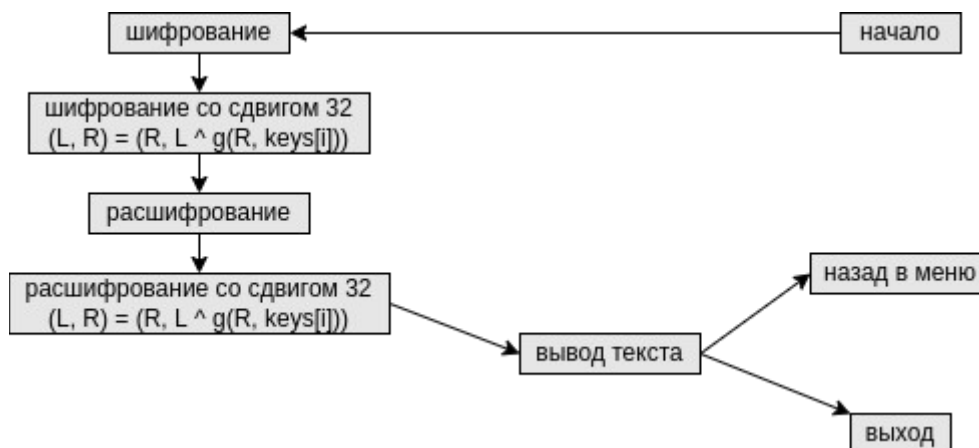 шифрование
начало
шифрование со сдвигом 32
(L, R) = (R, L ^ g(R, keys[i]))
расшифрование
расшифрование со сдвигом 32
(L, R) = (R, L ^ g(R, keys[i]))
назад в меню
вывод текста
выход